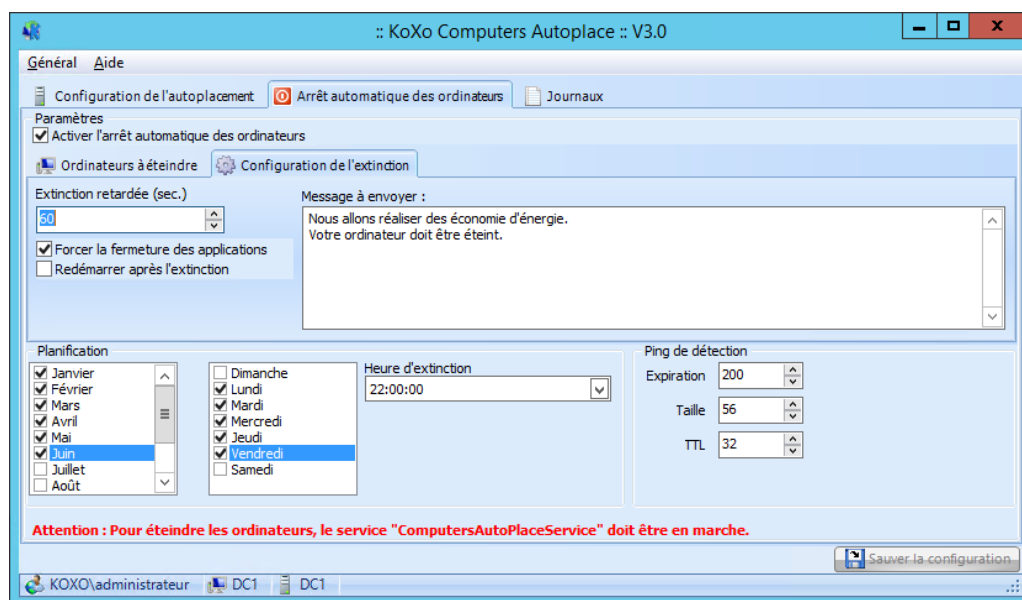 :: KoXo Computers Autoplace :: V3.0
Général Aide
Configuration de l'autoplacement Arrêt automatique des ordinateurs Journaux
Paramètres
Activer l'arrêt automatique des ordinateurs
Ordinateurs à éteindre Configuration de l'extinction
Extinction retardée (sec.)
60
Forcer la fermeture des applications
Redémarrer après l'extinction
Message à envoyer :
Nous allons réaliser des économie d'énergie.
Votre ordinateur doit être éteint.
Planification
Janvier
Février
Mars
Avril
Mai
Juin
Juillet
Août
Dimanche
Lundi
Mardi
Mercredi
Jeudi
Vendredi
Samedi
Heure d'extinction
22:00:00
Ping de détection
Expiration 200
Taille 56
TTL 32
Attention : Pour éteindre les ordinateurs, le service "ComputersAutoPlaceService" doit être en marche.
Sauver la configuration
KOXO\administrateur DC1 DC1